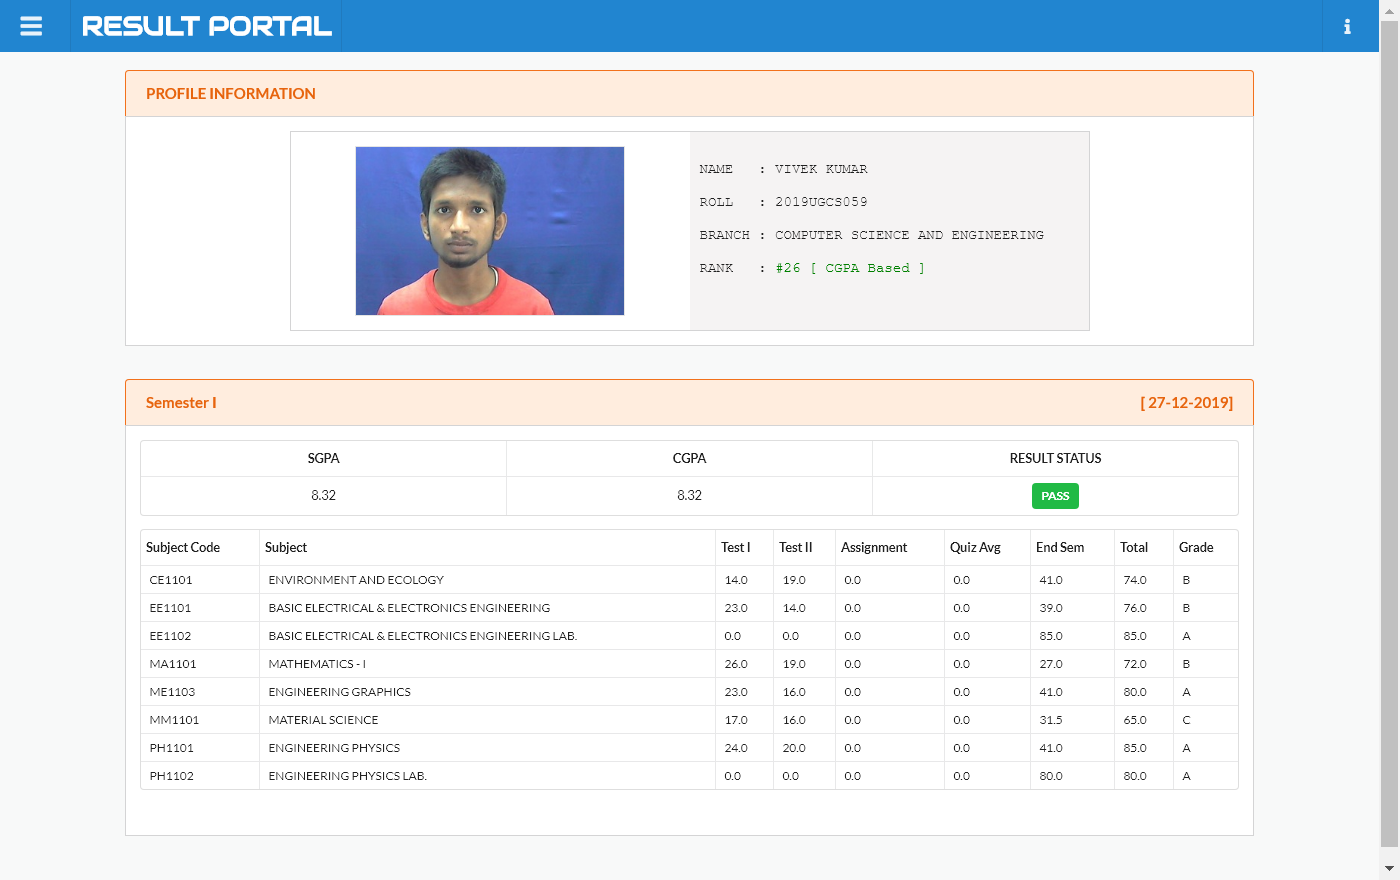 RESULT PORTAL
PROFILE INFORMATION
NAME : VIVEK KUMAR
ROLL : 2019UGCS059
BRANCH : COMPUTER SCIENCE AND ENGINEERING
RANK : #26 [ CGPA Based ]
Semester I [ 27-12-2019]
SGPA CGPA RESULT STATUS
8.32 8.32 PASS
Subject Code Subject Test I Test II Assignment Quiz Avg End Sem Total Grade
CE1101 ENVIRONMENT AND ECOLOGY 14.0 19.0 0.0 0.0 41.0 74.0 B
EE1101 BASIC ELECTRICAL & ELECTRONICS ENGINEERING 23.0 14.0 0.0 0.0 39.0 76.0 B
EE1102 BASIC ELECTRICAL & ELECTRONICS ENGINEERING LAB. 0.0 0.0 0.0 0.0 85.0 85.0 A
MA1101 MATHEMATICS - I 26.0 19.0 0.0 0.0 27.0 72.0 B
ME1103 ENGINEERING GRAPHICS 23.0 16.0 0.0 0.0 41.0 80.0 A
MM1101 MATERIAL SCIENCE 17.0 16.0 0.0 0.0 31.5 65.0 C
PH1101 ENGINEERING PHYSICS 24.0 20.0 0.0 0.0 41.0 85.0 A
PH1102 ENGINEERING PHYSICS LAB. 0.0 0.0 0.0 0.0 80.0 80.0 A